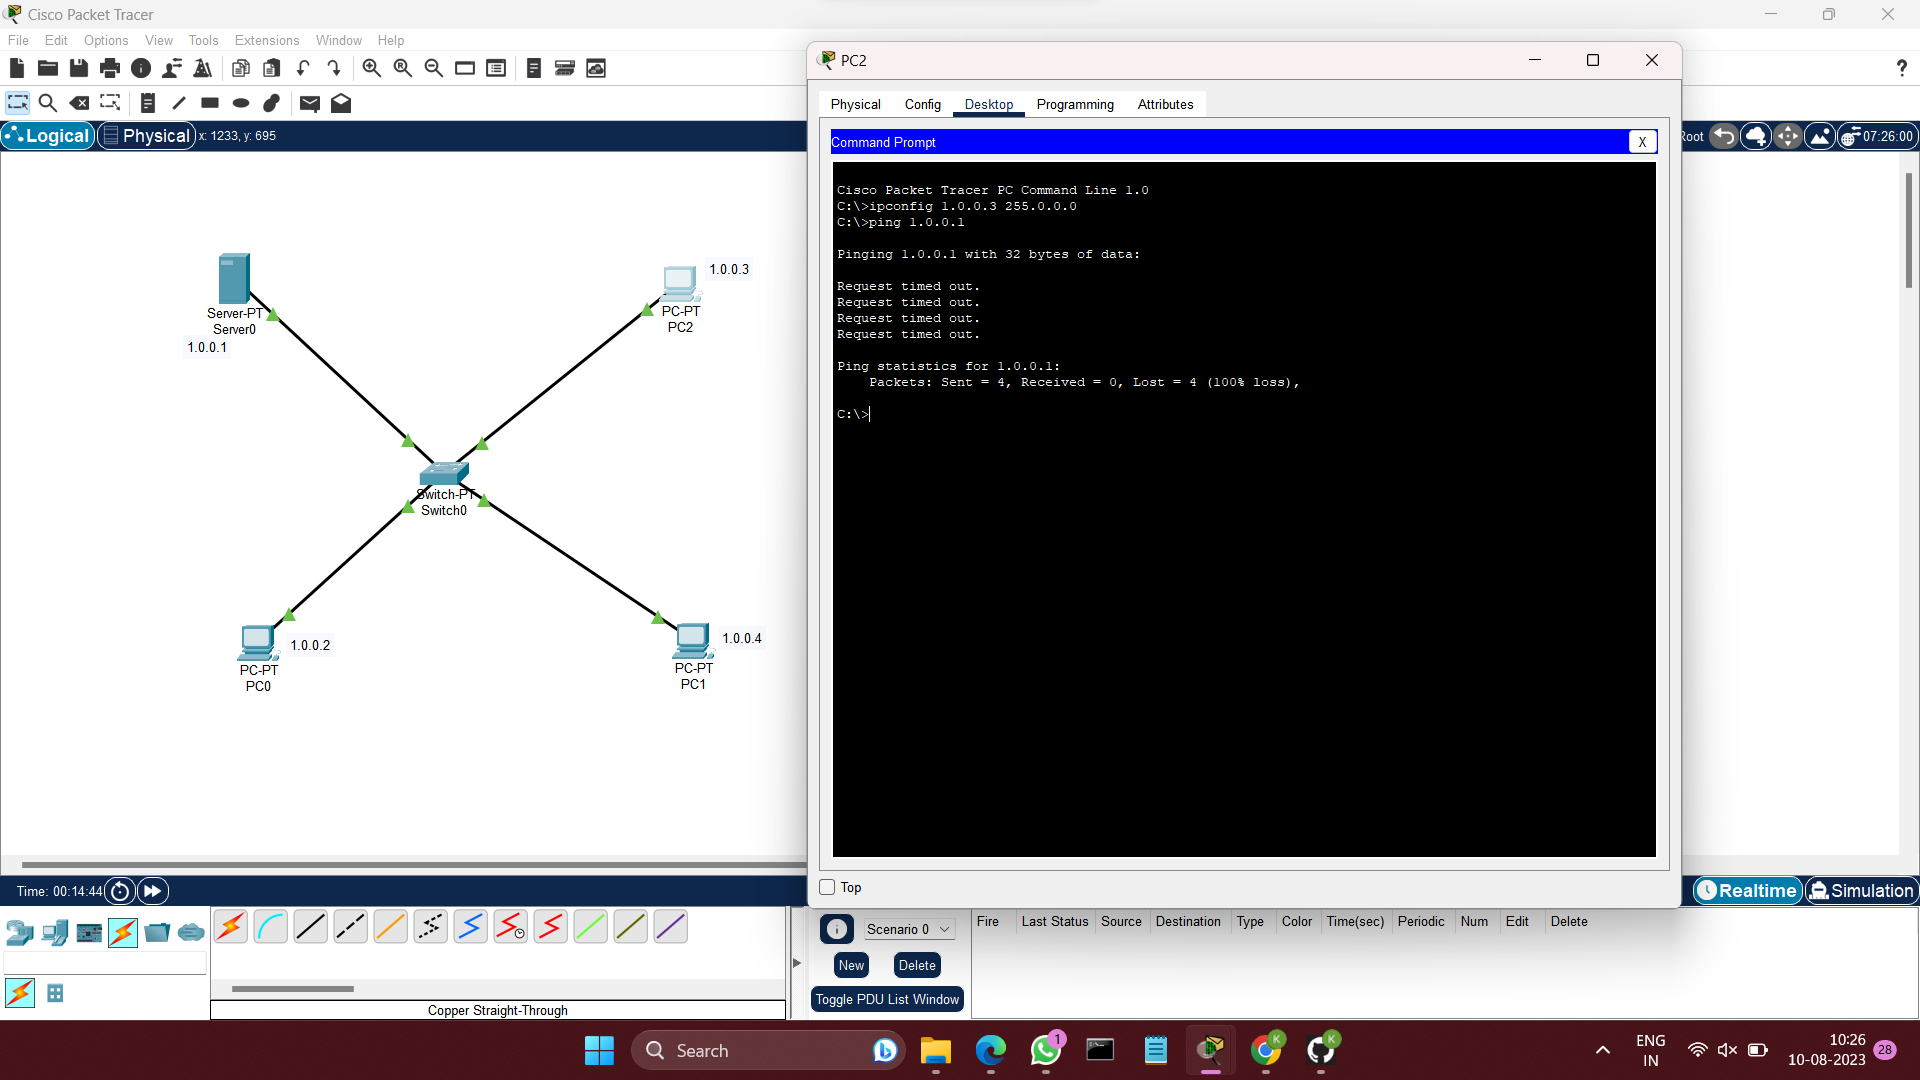 Cisco Packet Tracer
File Edit Options View Tools Extensions Window Help
Logical Physical x: 1233, y: 695
Root 07:26:00
Server-PT
Server0
1.0.0.1
1.0.0.3
PC-PT
PC2
Switch-PT
Switch0
1.0.0.2
PC-PT
PC0
1.0.0.4
PC-PT
PC1
PC2
Physical Config Desktop Programming Attributes
Command Prompt X
Cisco Packet Tracer PC Command Line 1.0
C:\>ipconfig 1.0.0.3 255.0.0.0
C:\>ping 1.0.0.1
Pinging 1.0.0.1 with 32 bytes of data:
Request timed out.
Request timed out.
Request timed out.
Request timed out.
Ping statistics for 1.0.0.1:
Packets: Sent = 4, Received = 0, Lost = 4 (100% loss),
C:\>
Top
Time: 00:14:44
Realtime Simulation
Copper Straight-Through
Scenario 0
New Delete
Toggle PDU List Window
Fire Last Status Source Destination Type Color Time(sec) Periodic Num Edit Delete
Search
1
K
K
ENG
IN
10:26
10-08-2023
28